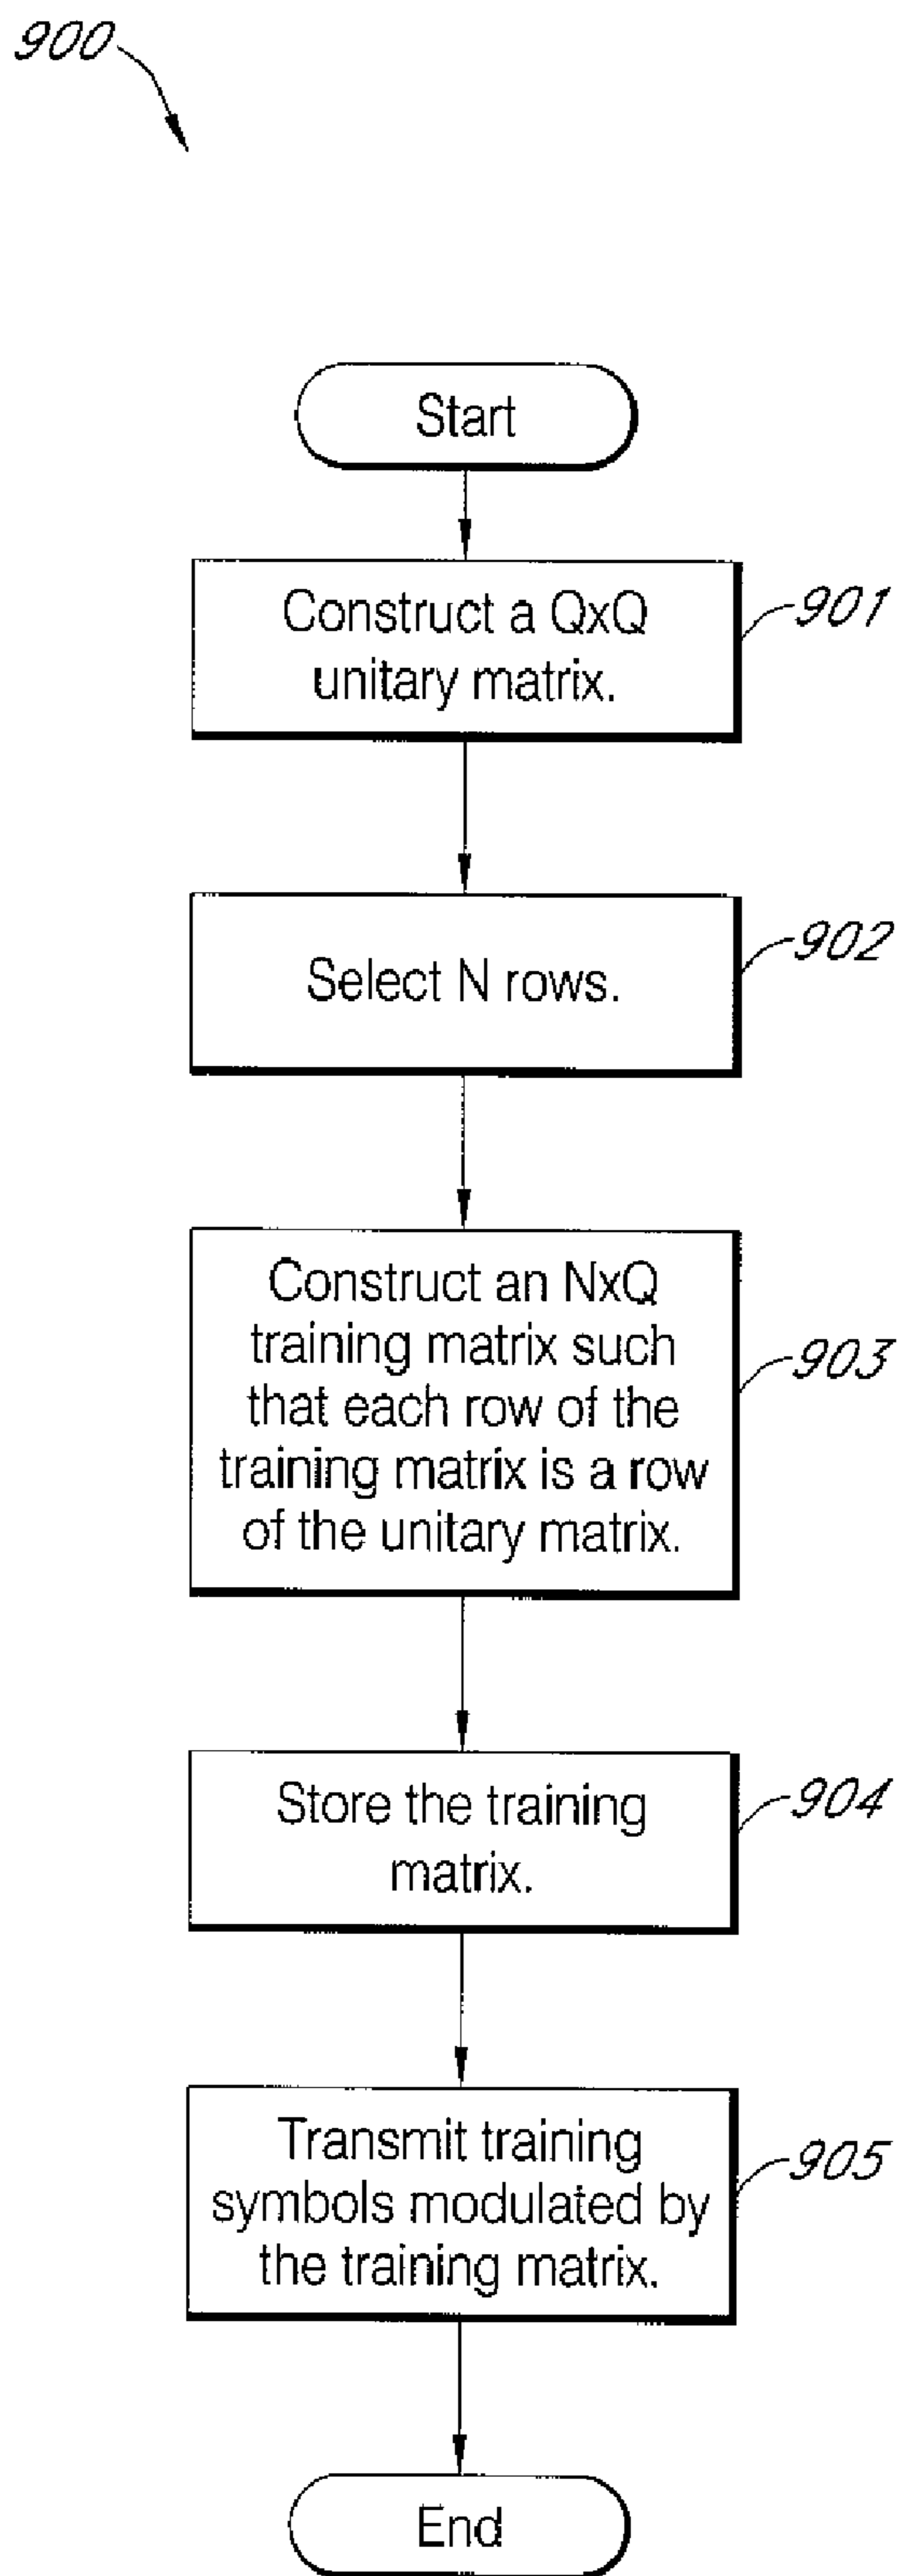 900
Start
Construct a QxQ
unitary matrix.
901
Select N rows.
902
Construct an NxQ
training matrix such
that each row of the
training matrix is a row
of the unitary matrix.
903
Store the training
matrix.
904
Transmit training
symbols modulated by
the training matrix.
905
End